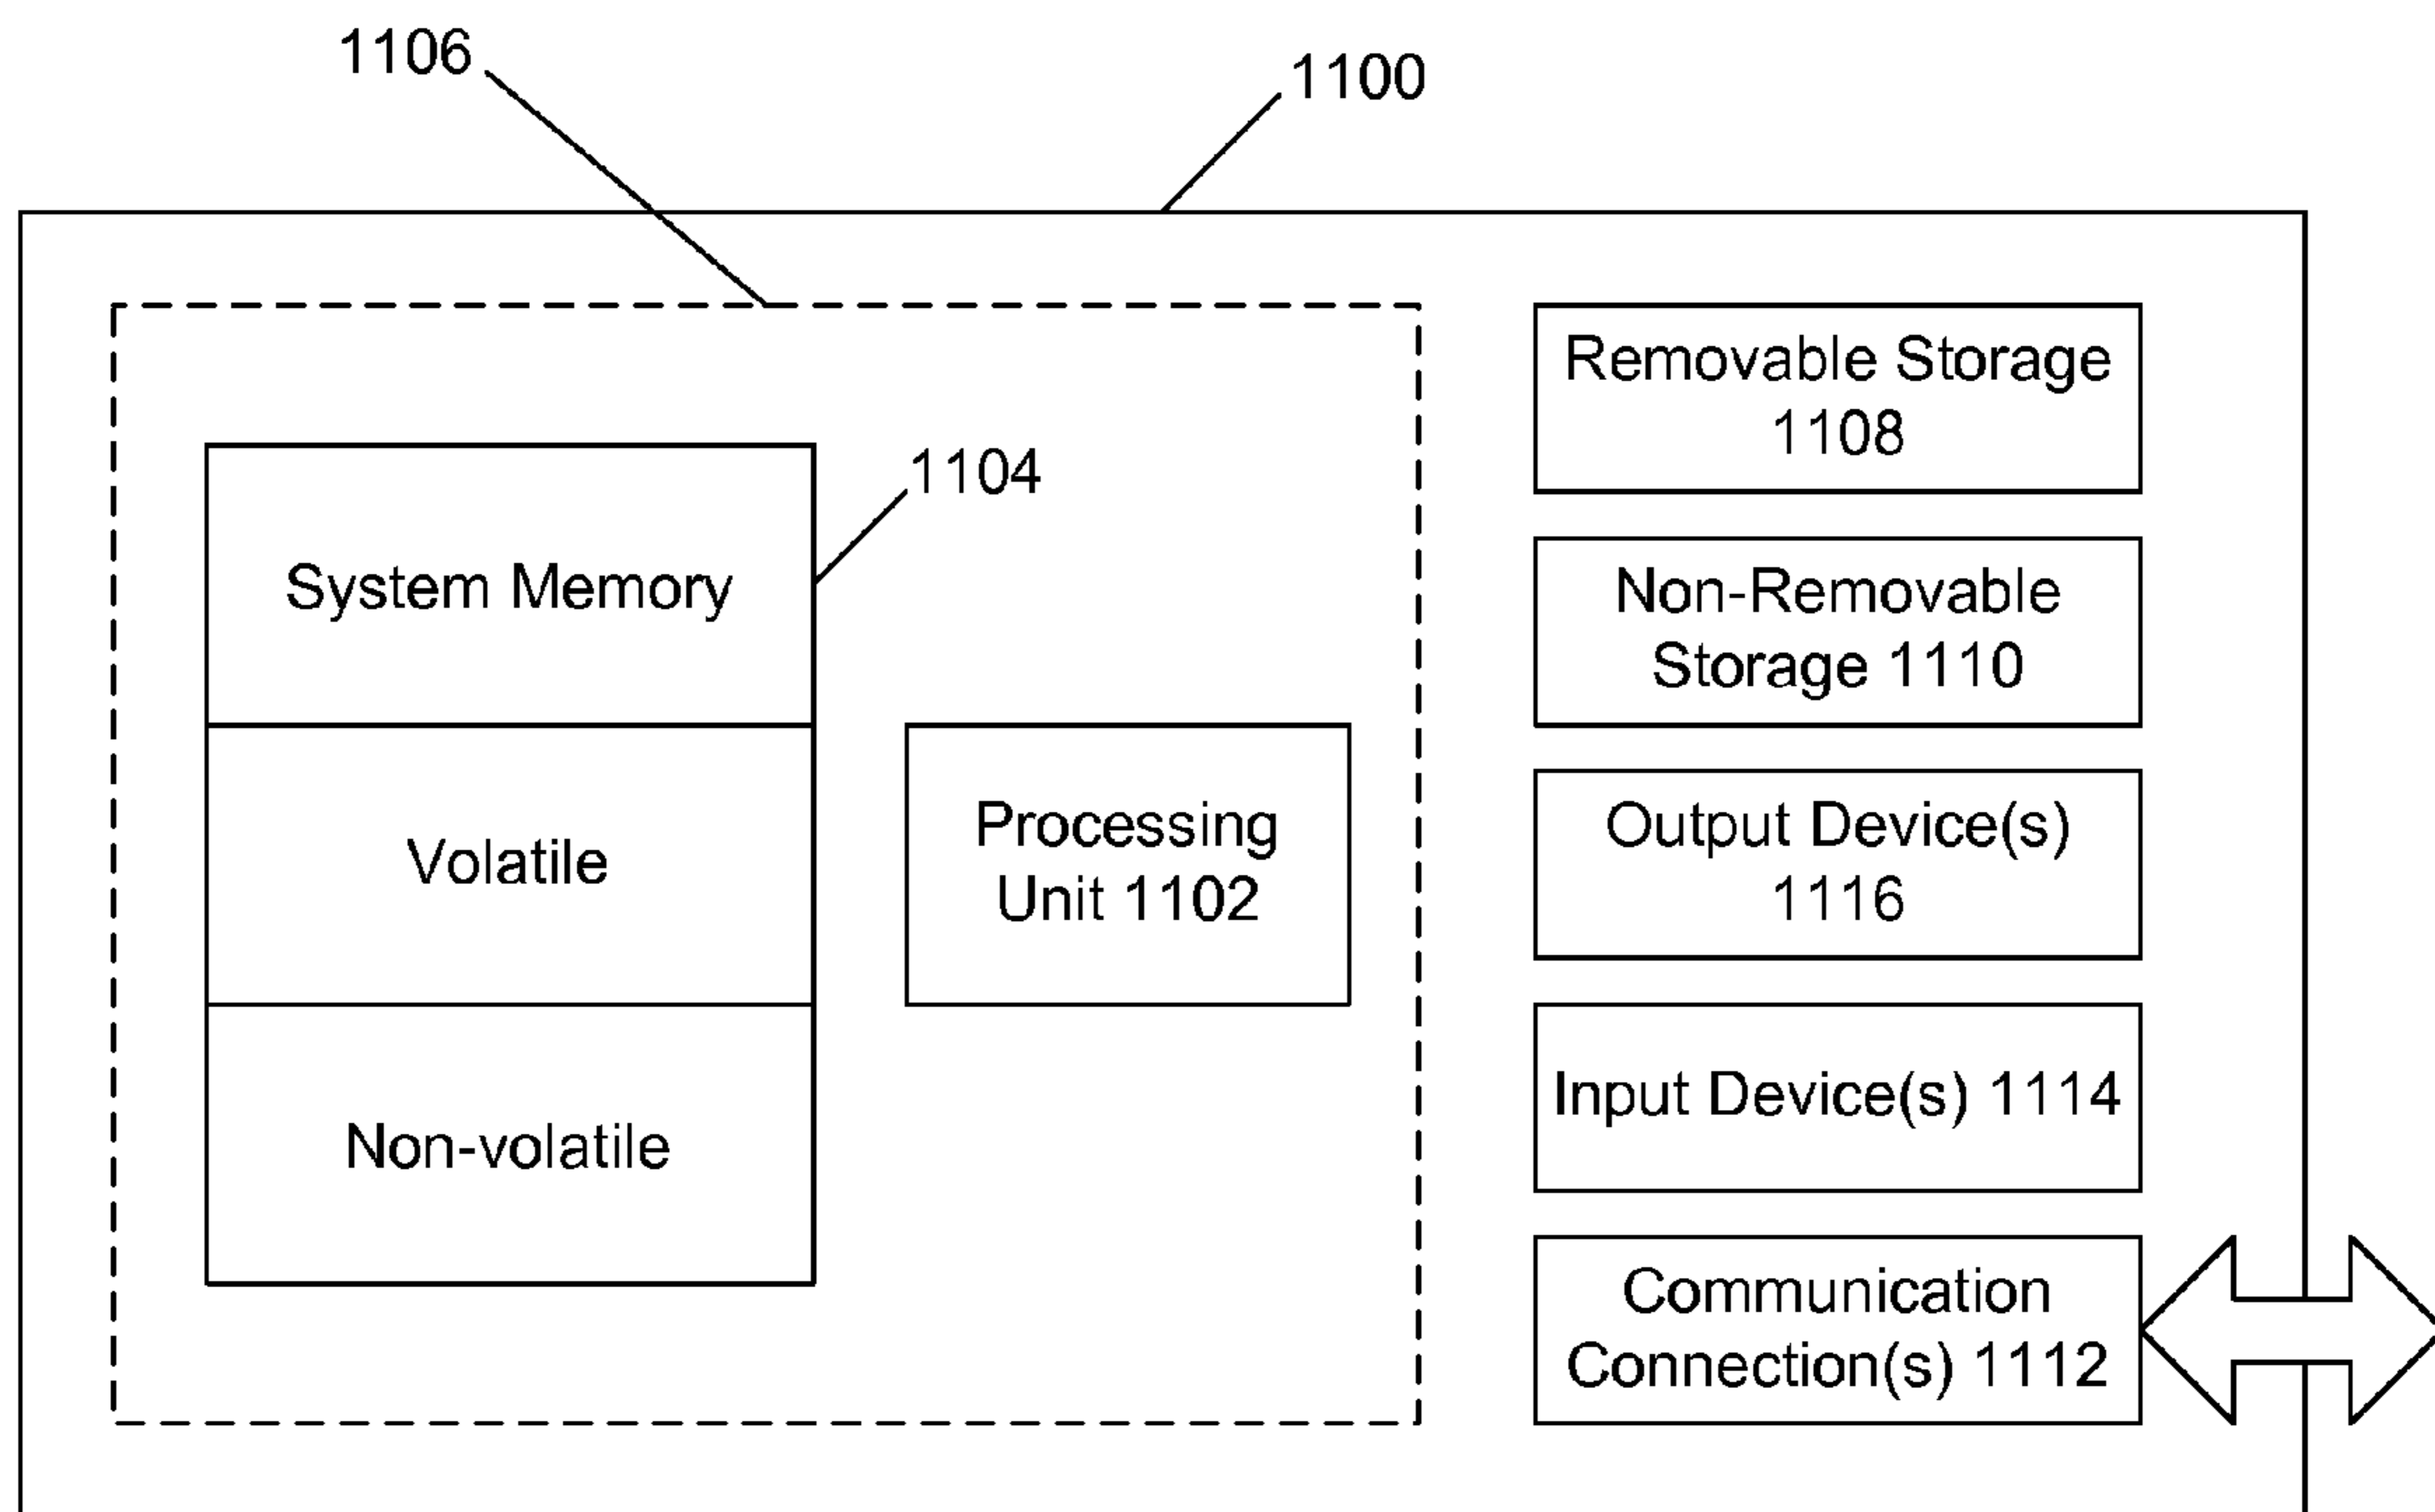 1106
1100
1104
System Memory
Volatile
Non-volatile
Processing
Unit 1102
Removable Storage
1108
Non-Removable
Storage 1110
Output Device(s)
1116
Input Device(s) 1114
Communication
Connection(s) 1112